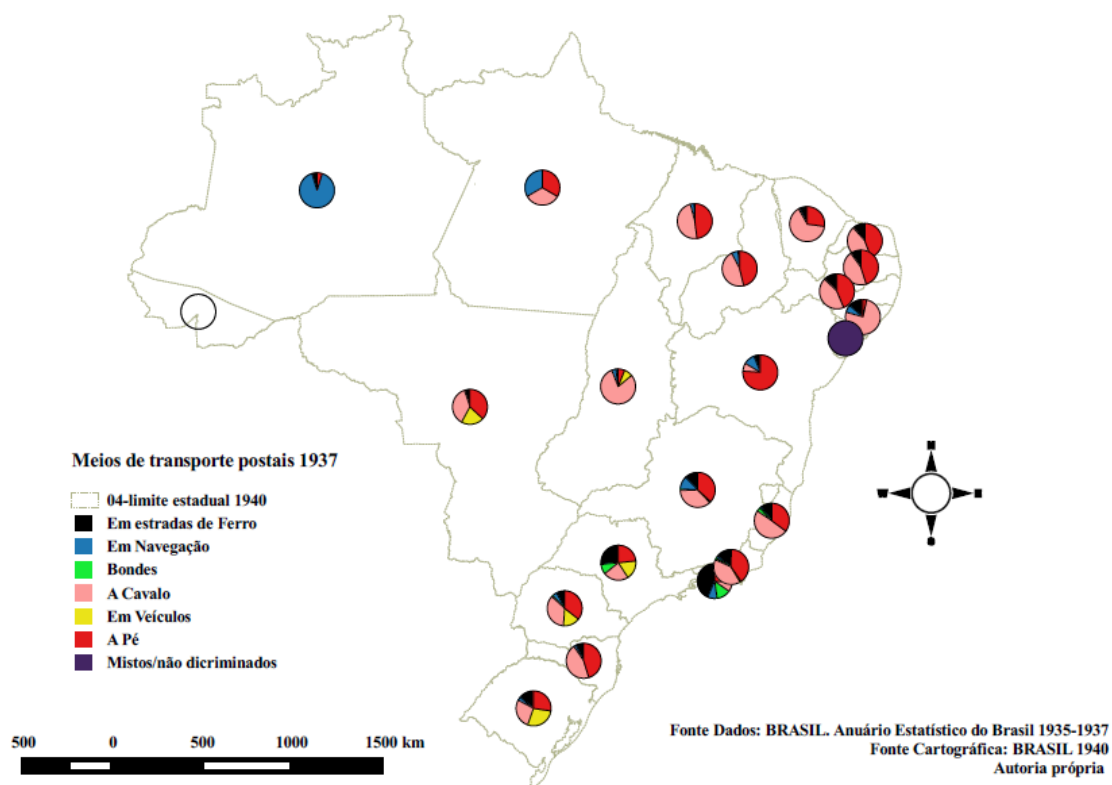 Meios de transporte postais 1937
04-limite estadual 1940
Em estradas de Ferro
Em Navegação
Bondes
A Cavalo
Em Veículos
A Pé
Mistos/não dicriminados
500 0 500 1000 1500 km
Fonte Dados: BRASIL. Anuário Estatístico do Brasil 1935-1937
Fonte Cartográfica: BRASIL 1940
Autoria própria